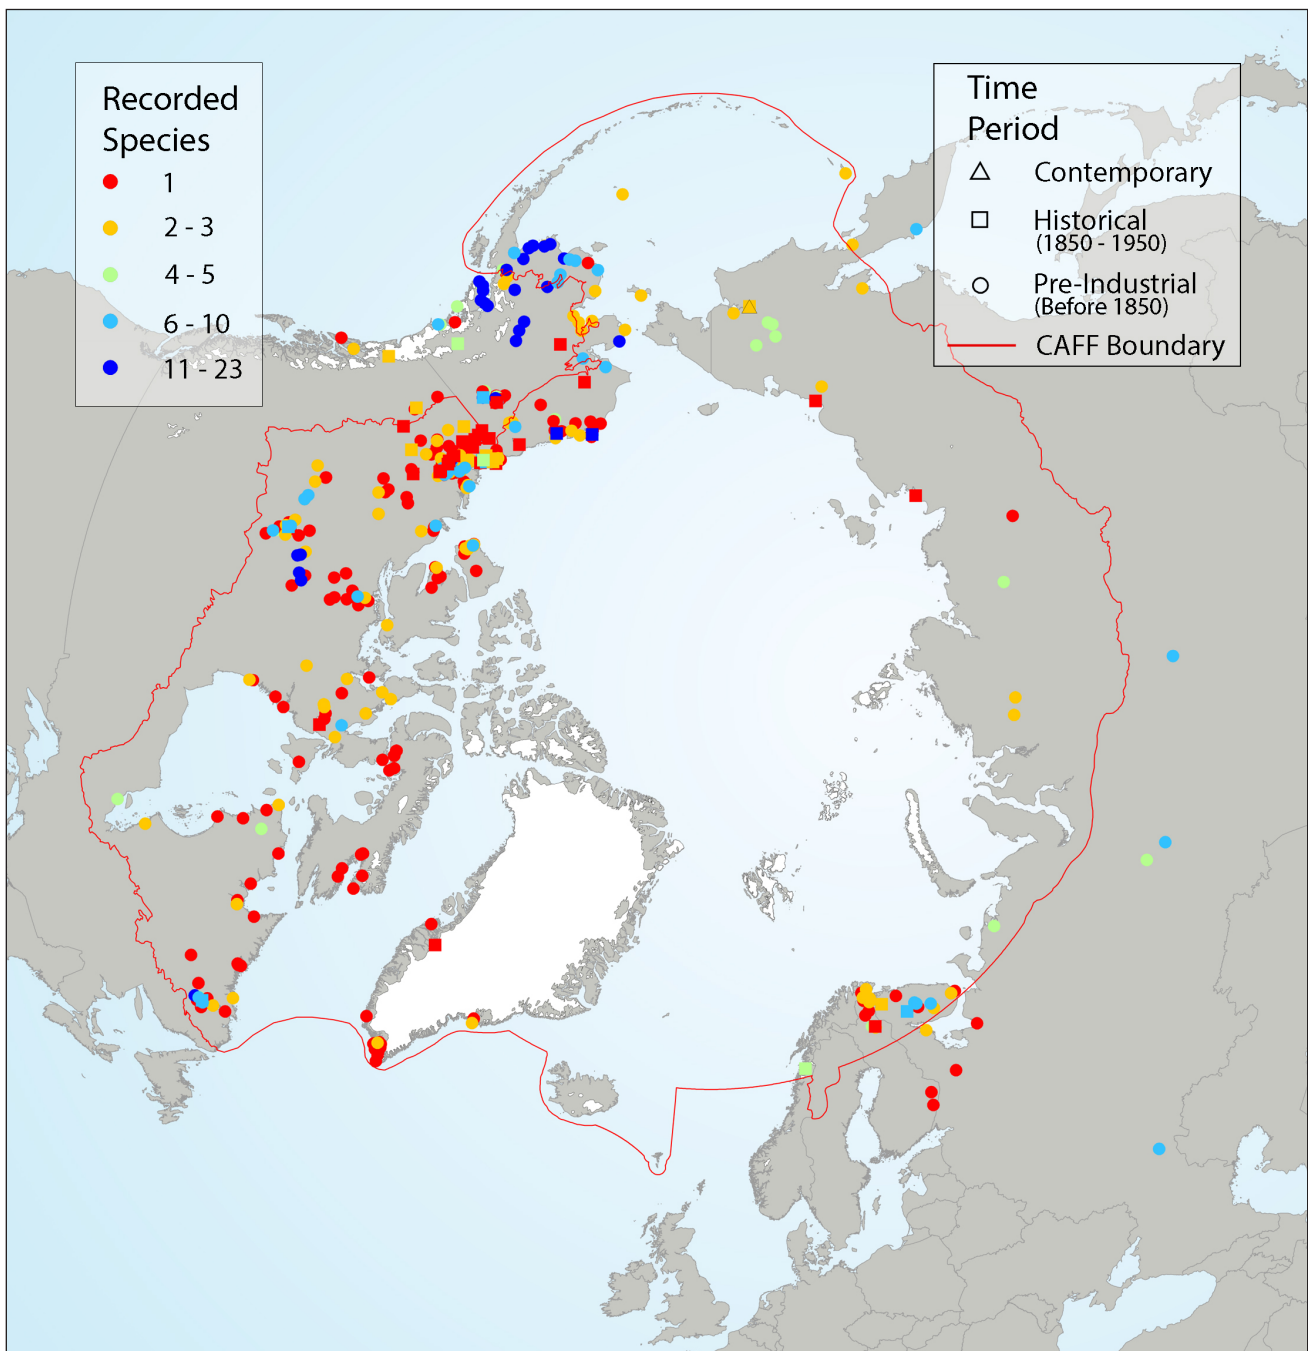 Recorded
Species
1
2 - 3
4 - 5
6 - 10
11 - 23
Time
Period
Contemporary
Historical
(1850 - 1950)
Pre-Industrial
(Before 1850)
CAFF Boundary